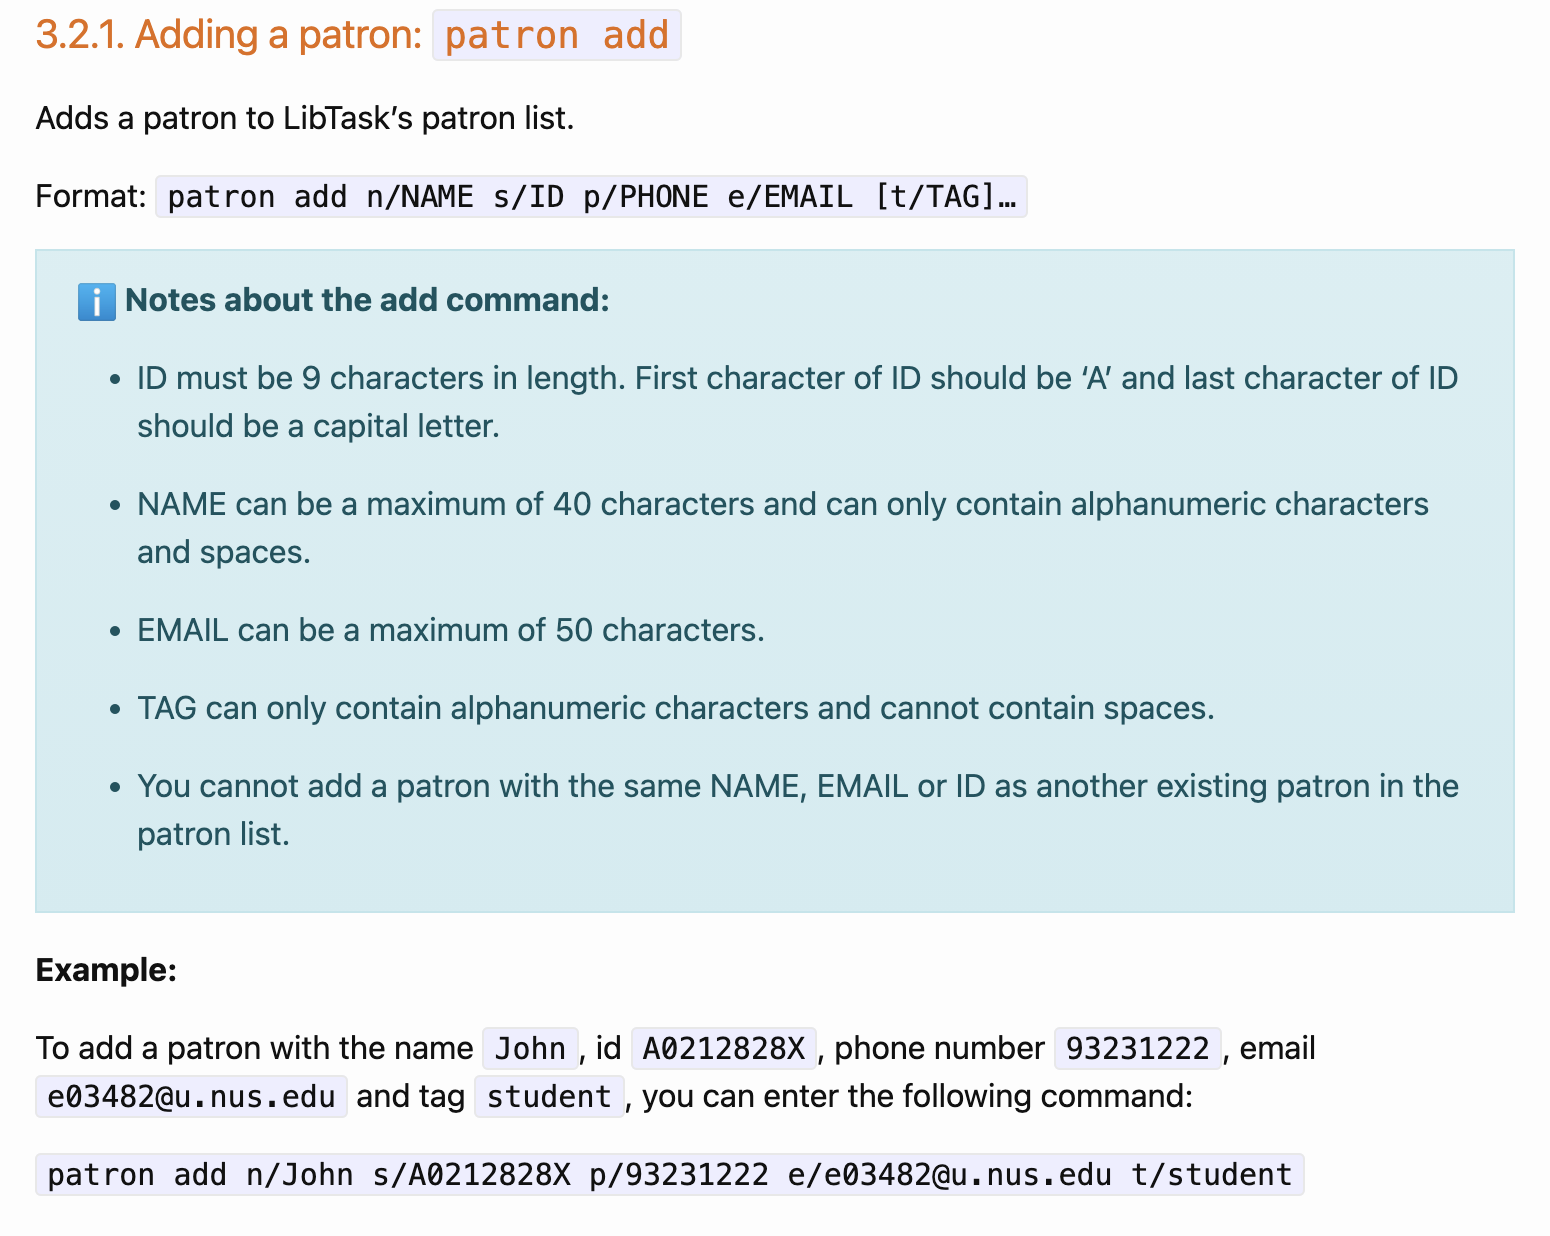 3.2.1. Adding a patron: patron add
Adds a patron to LibTask’s patron list.
Format: patron add n/NAME s/ID p/PHONE e/EMAIL [t/TAG]…
ℹ️ Notes about the add command:
• ID must be 9 characters in length. First character of ID should be ‘A’ and last character of ID
should be a capital letter.
• NAME can be a maximum of 40 characters and can only contain alphanumeric characters
and spaces.
• EMAIL can be a maximum of 50 characters.
• TAG can only contain alphanumeric characters and cannot contain spaces.
• You cannot add a patron with the same NAME, EMAIL or ID as another existing patron in the
patron list.
Example:
To add a patron with the name John, id A0212828X, phone number 93231222, email
e03482@u.nus.edu and tag student, you can enter the following command:
patron add n/John s/A0212828X p/93231222 e/e03482@u.nus.edu t/student